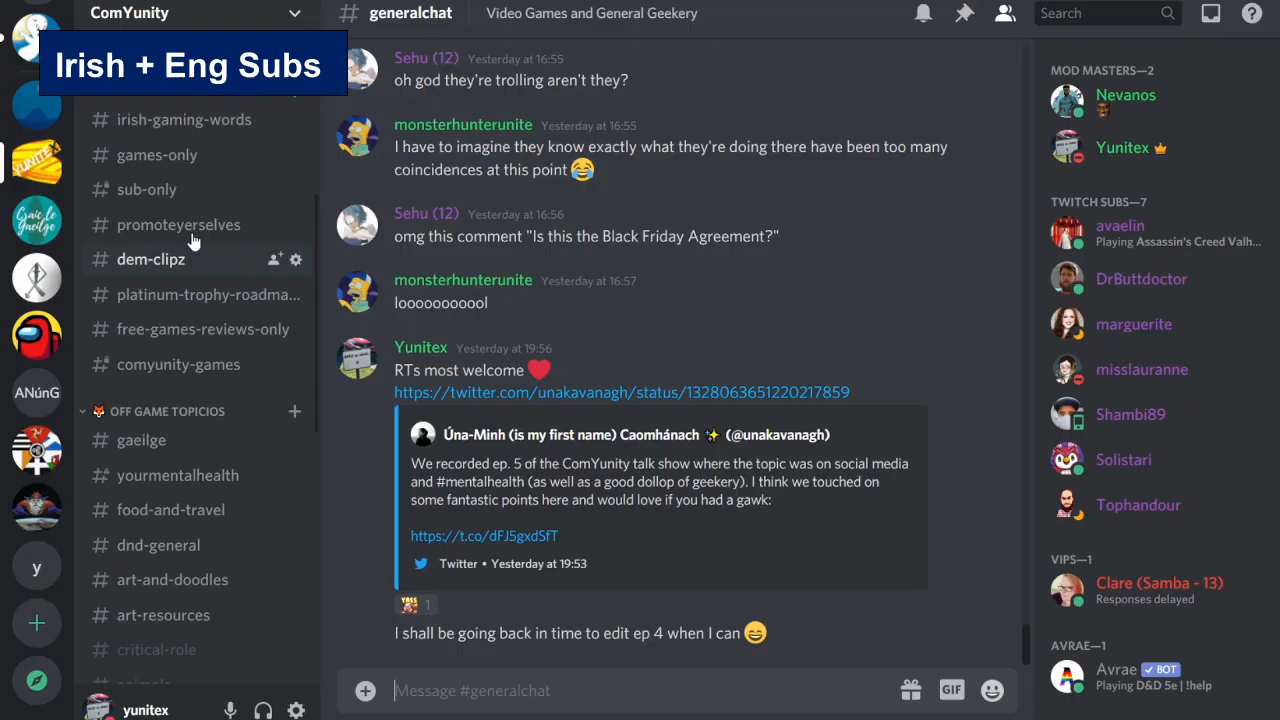 ComYunity
Irish + Eng Subs
irish-gaming-words
games-only
sub-only
promoteyerselves
dem-clipz
platinum-trophy-roadma...
free-games-reviews-only
comyunity-games
OFF GAME TOPICIOS
gaeilge
yourmentalhealth
food-and-travel
dnd-general
art-and-doodles
art-resources
critical-role
yunitex
Gaic le Gaeilge
YUNITEX
ANúnG
y
generalchat
Video Games and General Geekery
Search
Sehu (12) Yesterday at 16:55
oh god they're trolling aren't they?
monsterhunterunite Yesterday at 16:55
I have to imagine they know exactly what they're doing there have been too many
coincidences at this point 😂
Sehu (12) Yesterday at 16:56
omg this comment "Is this the Black Friday Agreement?"
monsterhunterunite Yesterday at 16:57
looooooooool
Yunitex Yesterday at 19:56
RTs most welcome ❤️
https://twitter.com/unakavanagh/status/1328063651220217859
Úna-Minh (is my first name) Caomhánach ✨ (@unakavanagh)
We recorded ep. 5 of the ComYunity talk show where the topic was on social media
and #mentalhealth (as well as a good dollop of geekery). I think we touched on
some fantastic points here and would love if you had a gawk:
https://t.co/dFJ5gxdSfT
Twitter • Yesterday at 19:53
YASS 1
I shall be going back in time to edit ep 4 when I can 😄
Message #generalchat
GIF
MOD MASTERS—2
Nevanos
Yunitex
TWITCH SUBS—7
avaelin
Playing Assassin's Creed Valh...
DrButtdoctor
marguerite
misslauranne
Shambi89
Solistari
Tophandour
VIPS—1
Clare (Samba - 13)
Responses delayed
AVRAE—1
Avrae BOT
Playing D&D 5e | !help